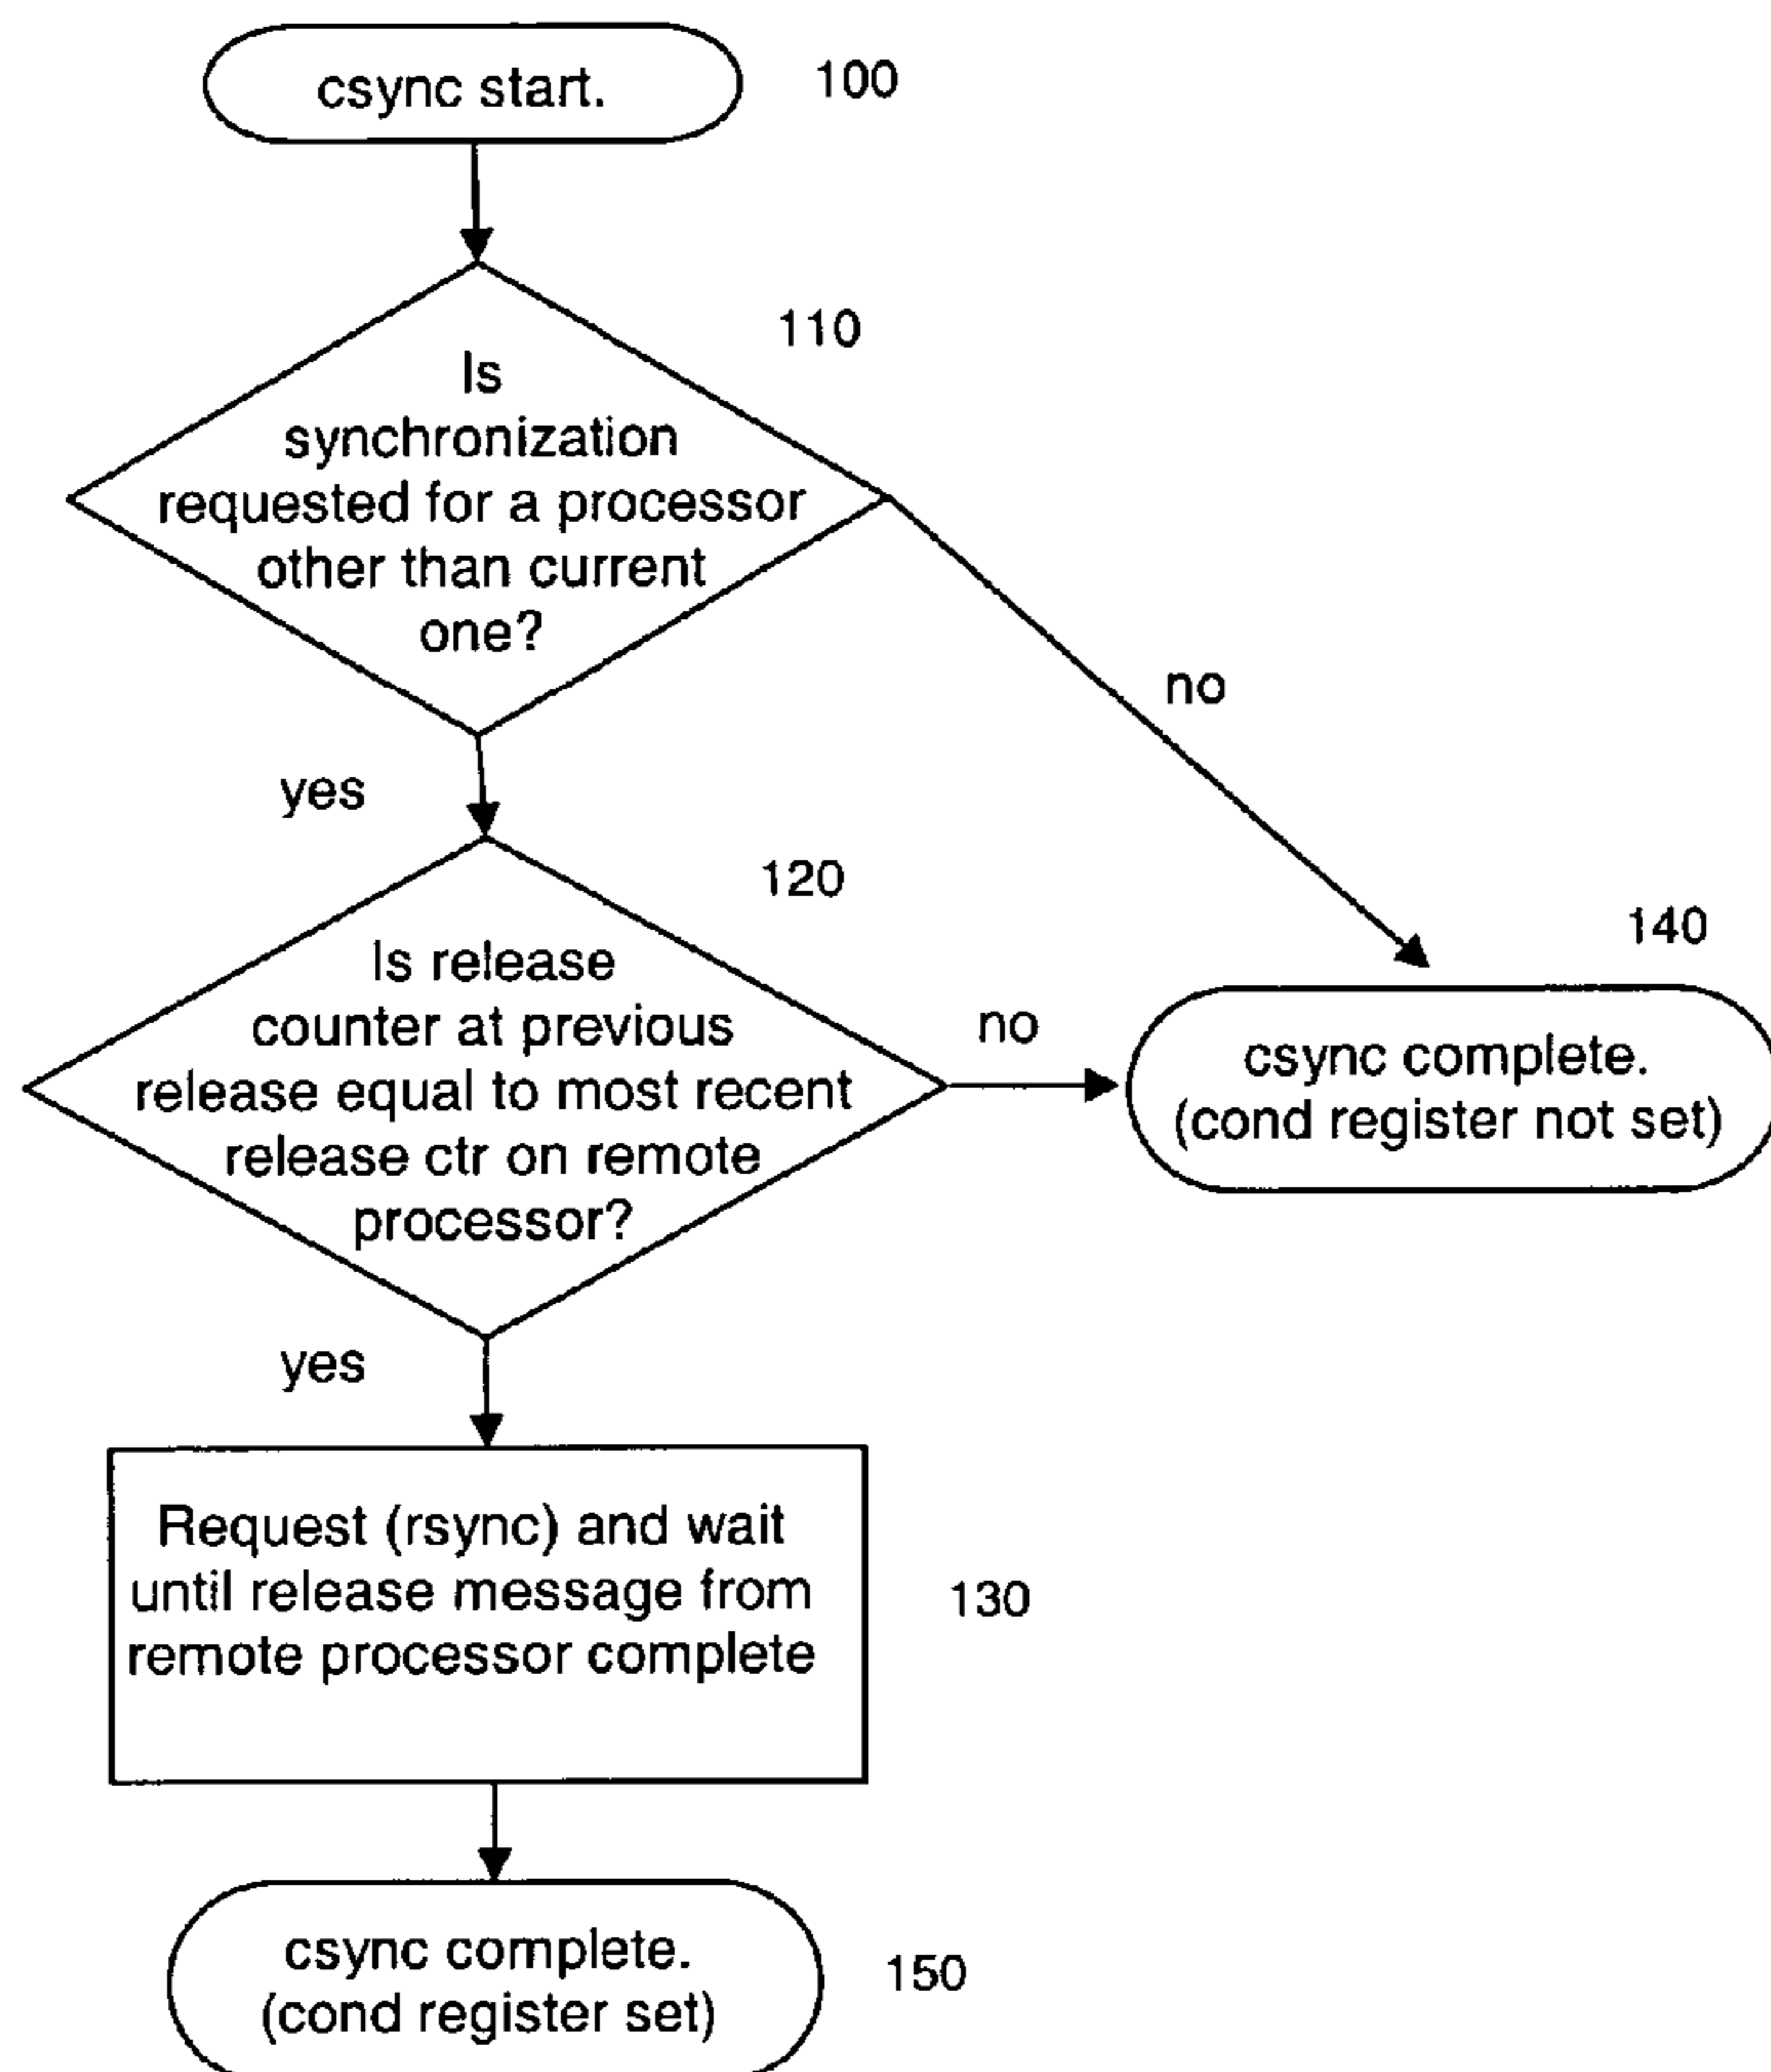 csync start.
100
110
Is
synchronization
requested for a processor
other than current
one?
no
yes
120
140
Is release
counter at previous
release equal to most recent
release ctr on remote
processor?
no
csync complete.
(cond register not set)
yes
Request (rsync) and wait
until release message from
remote processor complete
130
csync complete.
(cond register set)
150